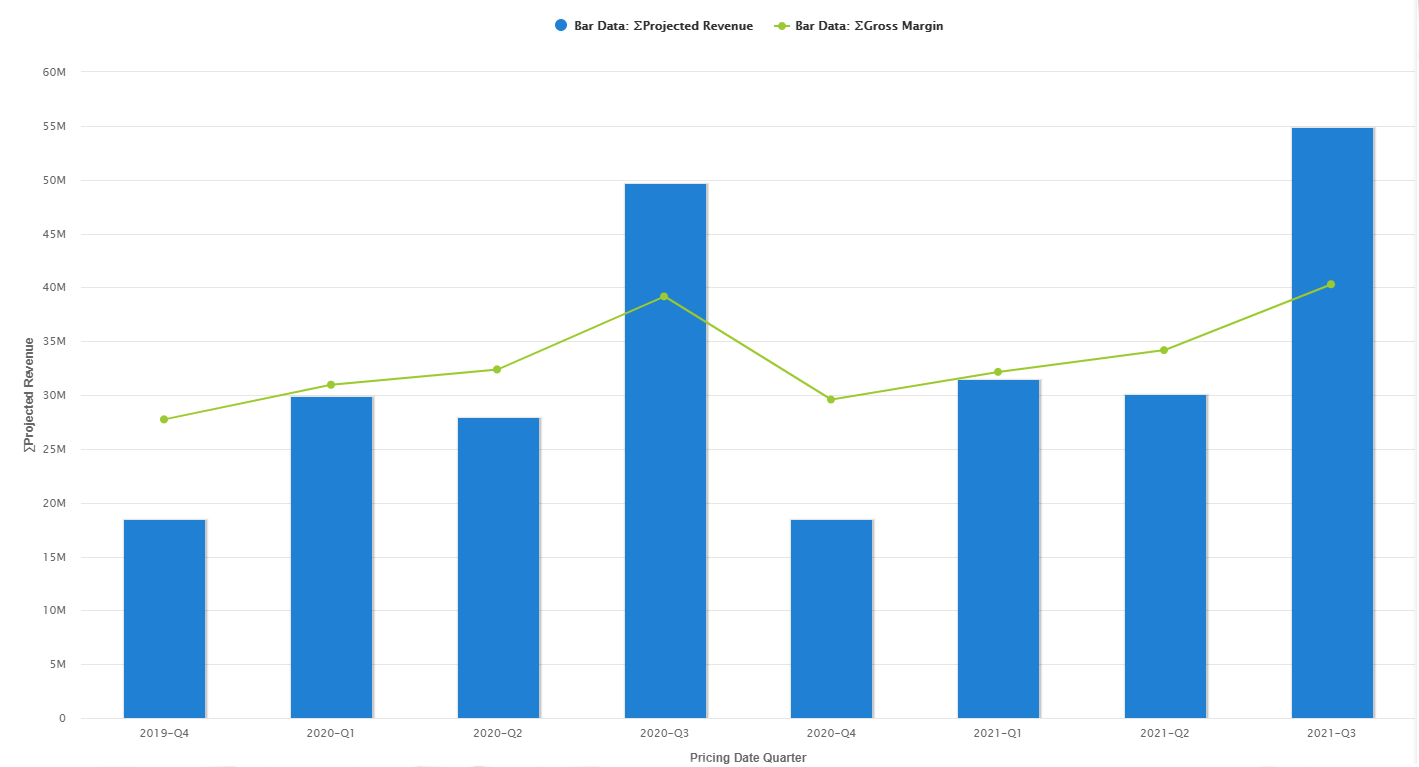 Bar Data: ΣProjected Revenue Bar Data: ΣGross Margin
60M
55M
50M
45M
40M
35M
30M
25M
20M
15M
10M
5M
0
ΣProjected Revenue
2019-Q4 2020-Q1 2020-Q2 2020-Q3 2020-Q4 2021-Q1 2021-Q2 2021-Q3
Pricing Date Quarter